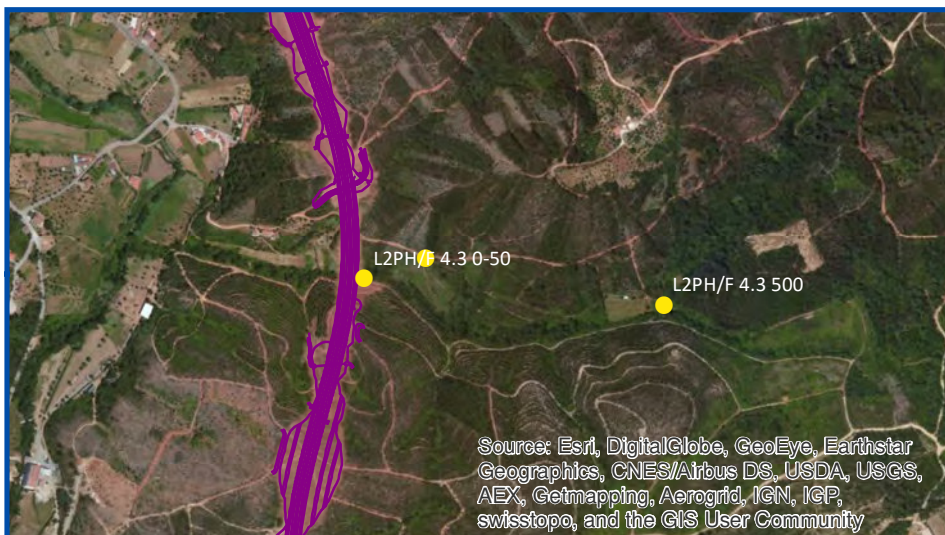 L2PH/F 4.3 0-50
L2PH/F 4.3 500
Source: Esri, DigitalGlobe, GeoEye, Earthstar
Geographics, CNES/Airbus DS, USDA, USGS,
AEX, Getmapping, Aerogrid, IGN, IGP,
swisstopo, and the GIS User Community